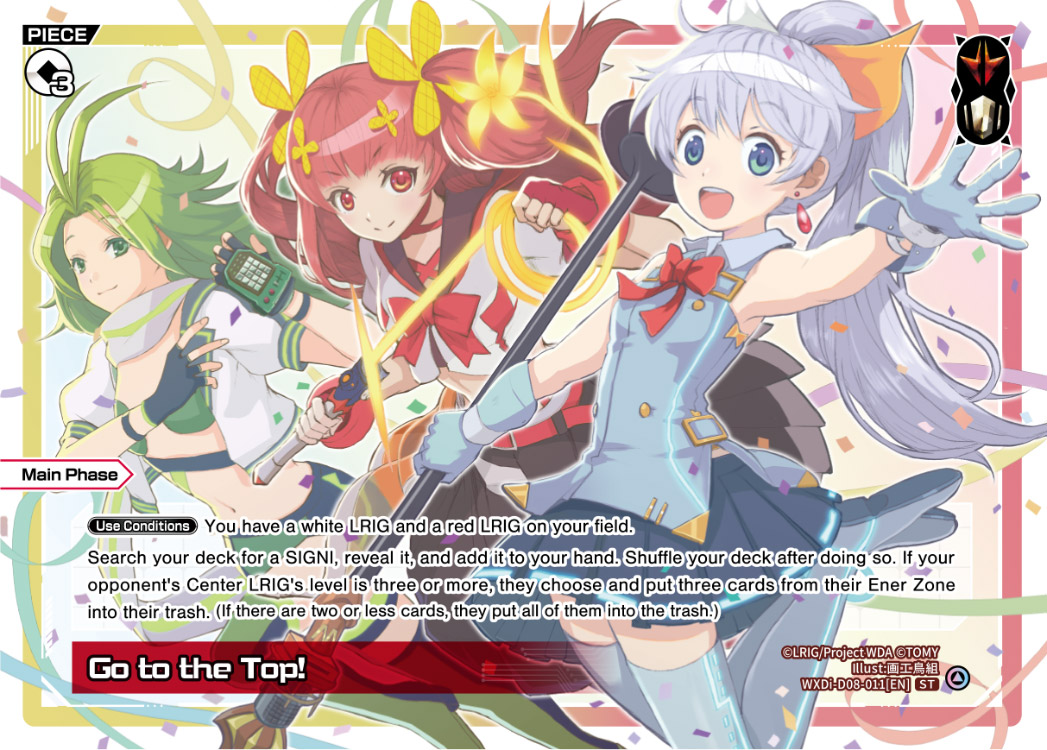 PIECE
3
Main Phase
Use Conditions You have a white LRIG and a red LRIG on your field.
Search your deck for a SIGNI, reveal it, and add it to your hand. Shuffle your deck after doing so. If your
opponent's Center LRIG's level is three or more, they choose and put three cards from their Ener Zone
into their trash. (If there are two or less cards, they put all of them into the trash.)
Go to the Top!
©LRIG/Project WDA ©TOMY
Illust:画工鳥組
WXDi-D08-011[EN] ST